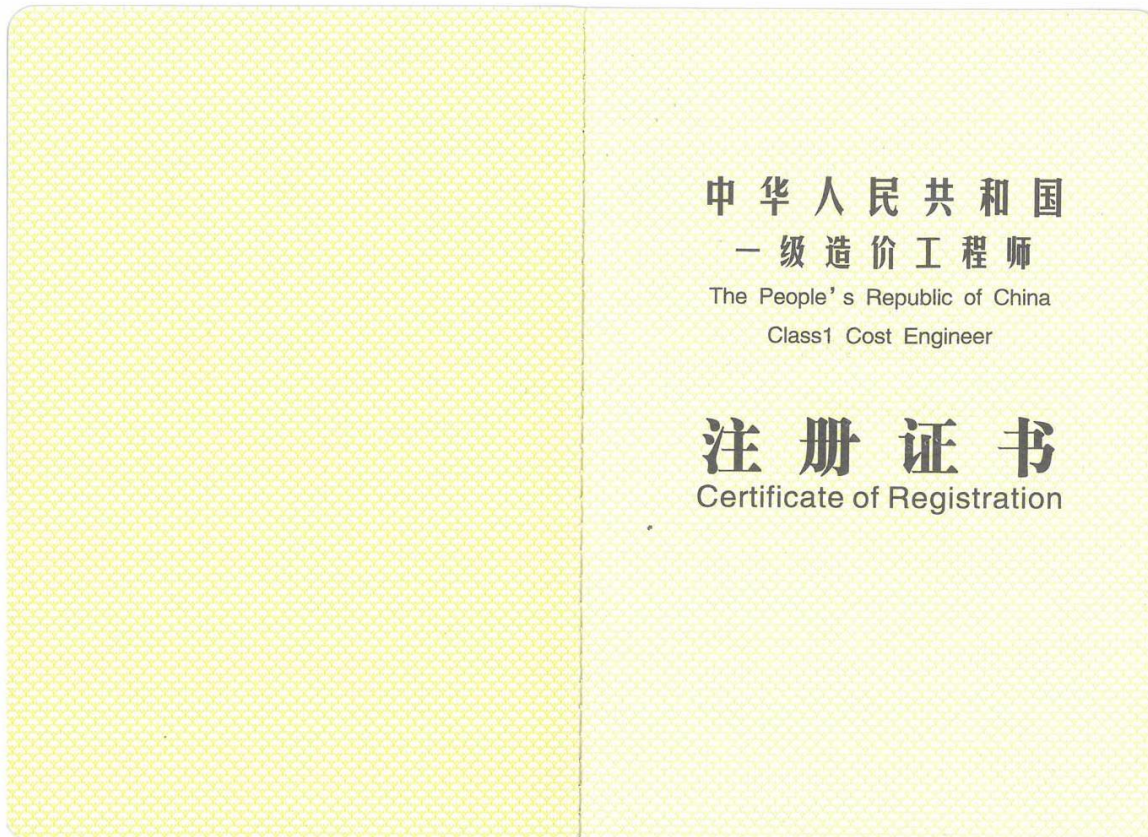 中华人民共和国
一级造价工程师
The People's Republic of China
Class1 Cost Engineer
注册证书
Certificate of Registration